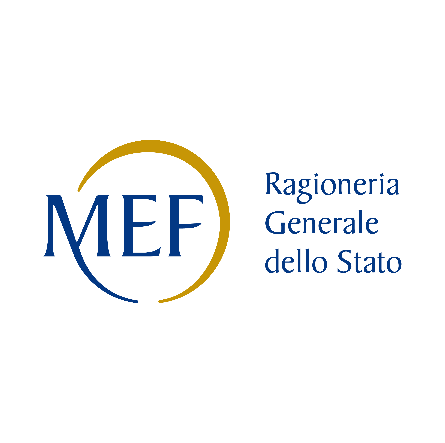 MEF
Ragioneria
Generale
dello Stato